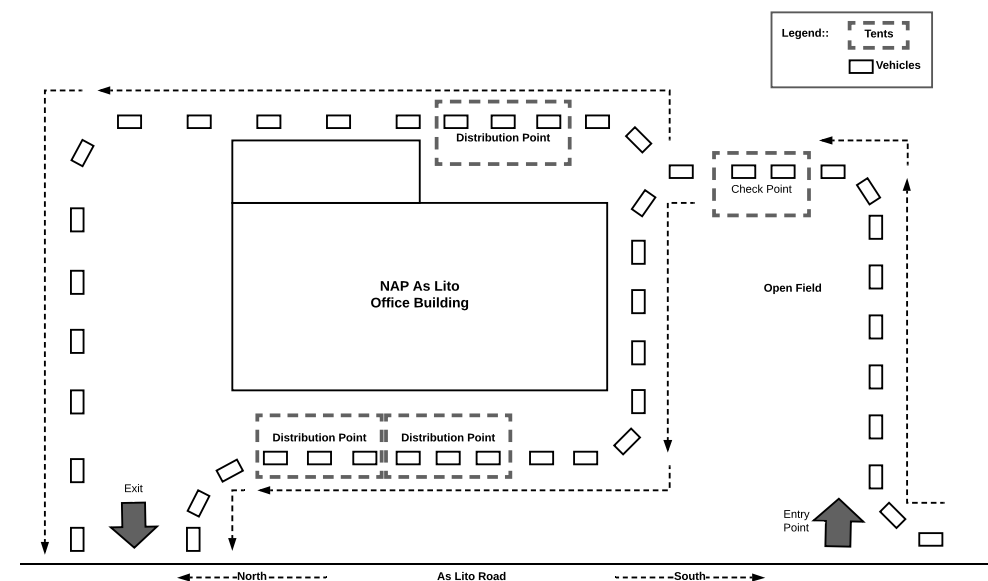 Legend::
Tents
Vehicles
Distribution Point
Check Point
NAP As Lito
Office Building
Open Field
Distribution Point
Distribution Point
Exit
Entry
Point
North
As Lito Road
South